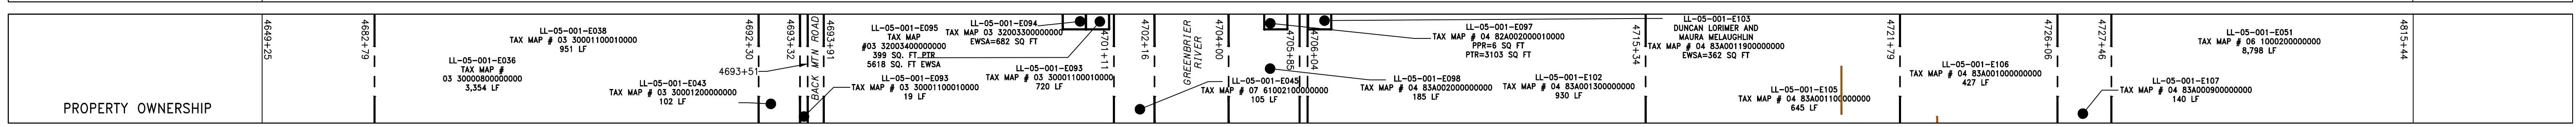 PROPERTY OWNERSHIP
4649+25
4682+79
LL-05-001-E036
TAX MAP #
03 30000800000000
3,354 LF
LL-05-001-E038
TAX MAP # 03 30001100010000
951 LF
LL-05-001-E043
TAX MAP # 03 30001200000000
102 LF
4692+30
4693+32
4693+51
BACK MTN ROAD
4693+91
LL-05-001-E095
TAX MAP
#03 32003400000000
399 SQ. FT PTR
5618 SQ. FT EWSA
LL-05-001-E093
TAX MAP # 03 30001100010000
19 LF
LL-05-001-E094
TAX MAP 03 32003300000000
EWSA=682 SQ FT
LL-05-001-E093
TAX MAP # 03 30001100010000
720 LF
4701+11
4702+16
GREENBRIER
RIVER
4704+00
LL-05-001-E045
TAX MAP # 07 61002100000000
105 LF
4705+85
4706+04
LL-05-001-E098
TAX MAP # 04 83A002000000000
185 LF
LL-05-001-E097
TAX MAP # 04 82A002000010000
PPR=6 SQ FT
PTR=3103 SQ FT
LL-05-001-E102
TAX MAP # 04 83A001300000000
930 LF
4715+34
LL-05-001-E103
DUNCAN LORIMER AND
MAURA MELAUGHLIN
TAX MAP # 04 83A0011900000000
EWSA=362 SQ FT
LL-05-001-E105
TAX MAP # 04 83A001100000000
645 LF
4721+79
LL-05-001-E106
TAX MAP # 04 83A001000000000
427 LF
4726+06
4727+46
LL-05-001-E107
TAX MAP # 04 83A000900000000
140 LF
LL-05-001-E051
TAX MAP # 06 1000200000000
8,798 LF
4815+44